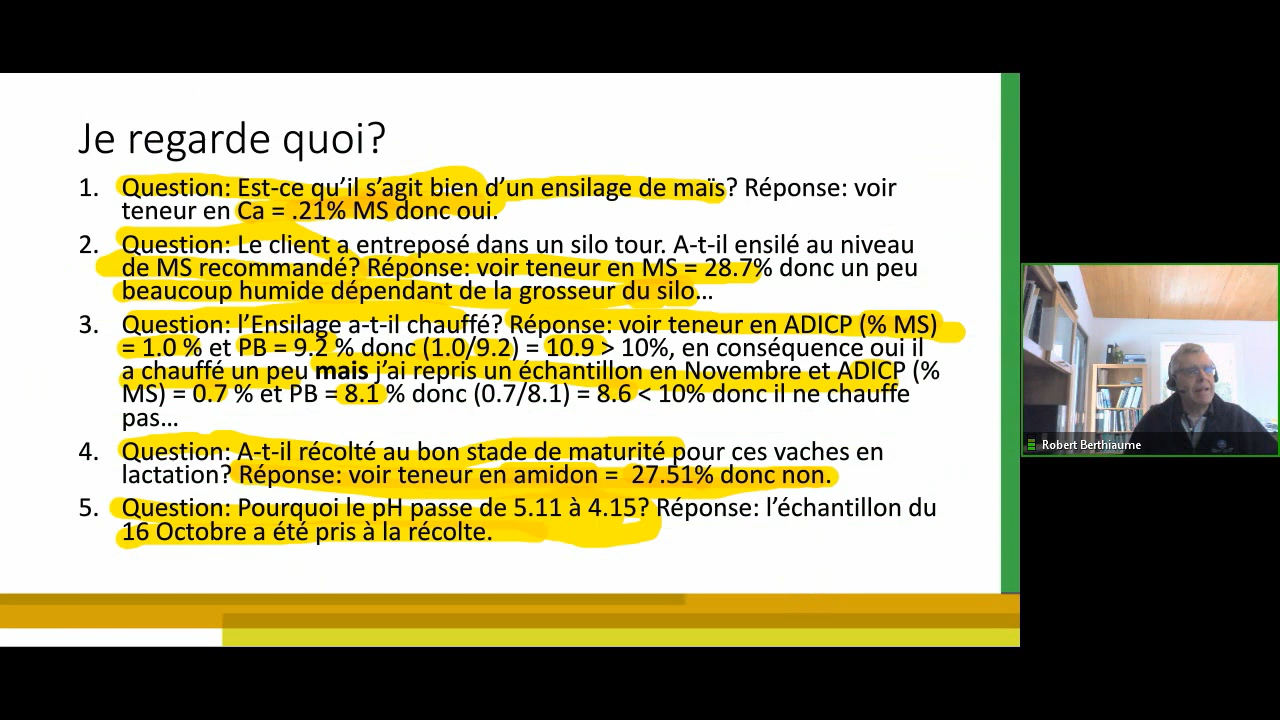 Je regarde quoi?
1. Question: Est-ce qu’il s’agit bien d’un ensilage de maïs? Réponse: voir
teneur en Ca = .21% MS donc oui.
2. Question: Le client a entreposé dans un silo tour. A-t-il ensilé au niveau
de MS recommandé? Réponse: voir teneur en MS = 28.7% donc un peu
beaucoup humide dépendant de la grosseur du silo…
3. Question: l’Ensilage a-t-il chauffé? Réponse: voir teneur en ADICP (% MS)
= 1.0 % et PB = 9.2 % donc (1.0/9.2) = 10.9 > 10%, en conséquence oui il
a chauffé un peu mais j’ai repris un échantillon en Novembre et ADICP (%
MS) = 0.7 % et PB = 8.1 % donc (0.7/8.1) = 8.6 < 10% donc il ne chauffe
pas…
4. Question: A-t-il récolté au bon stade de maturité pour ces vaches en
lactation? Réponse: voir teneur en amidon = 27.51% donc non.
5. Question: Pourquoi le pH passe de 5.11 à 4.15? Réponse: l’échantillon du
16 Octobre a été pris à la récolte.
Robert Berthiaume